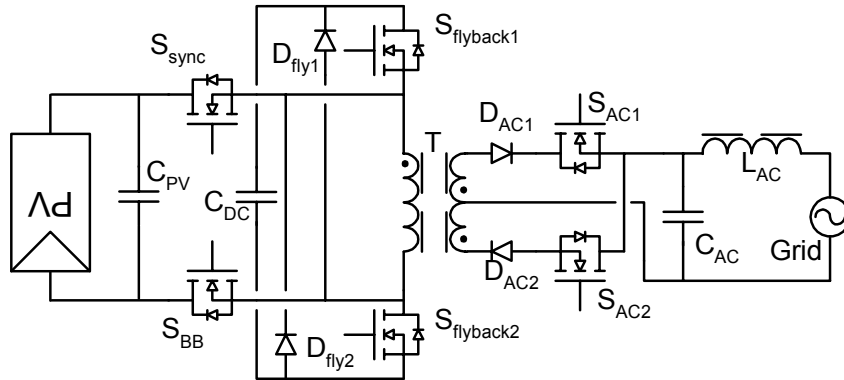 S_flyback1
S_sync
D_fly1
S_AC1
D_AC1
T
C_PV
C_DC
L_AC
PV
C_AC
Grid
D_AC2
S_AC2
S_BB
D_fly2
S_flyback2